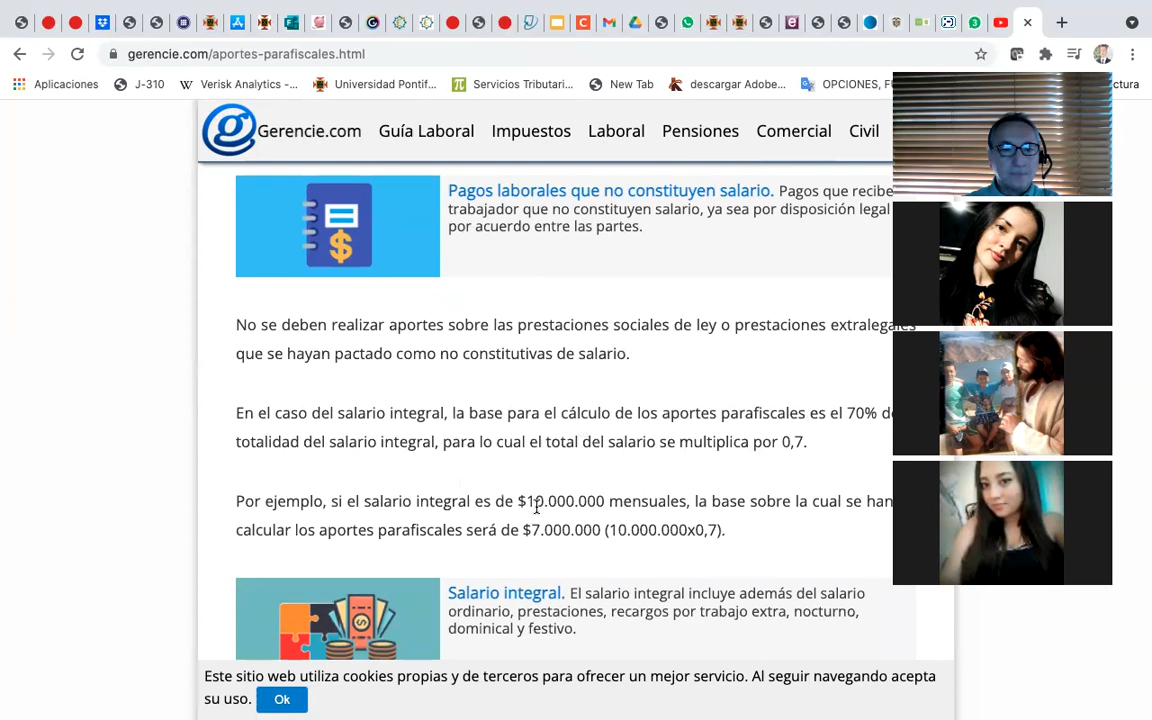 gerencie.com/aportes-parafiscales.html
Aplicaciones J-310 Verisk Analytics -... Universidad Pontif... Servicios Tributari... New Tab descargar Adobe... OPCIONES, FU ctura
Gerencie.com Guía Laboral Impuestos Laboral Pensiones Comercial Civil
Pagos laborales que no constituyen salario. Pagos que recibe
trabajador que no constituyen salario, ya sea por disposición legal
por acuerdo entre las partes.
No se deben realizar aportes sobre las prestaciones sociales de ley o prestaciones extralegales
que se hayan pactado como no constitutivas de salario.
En el caso del salario integral, la base para el cálculo de los aportes parafiscales es el 70% de
totalidad del salario integral, para lo cual el total del salario se multiplica por 0,7.
Por ejemplo, si el salario integral es de $10.000.000 mensuales, la base sobre la cual se han
calcular los aportes parafiscales será de $7.000.000 (10.000.000x0,7).
Salario integral. El salario integral incluye además del salario
ordinario, prestaciones, recargos por trabajo extra, nocturno,
dominical y festivo.
Este sitio web utiliza cookies propias y de terceros para ofrecer un mejor servicio. Al seguir navegando acepta
su uso. Ok